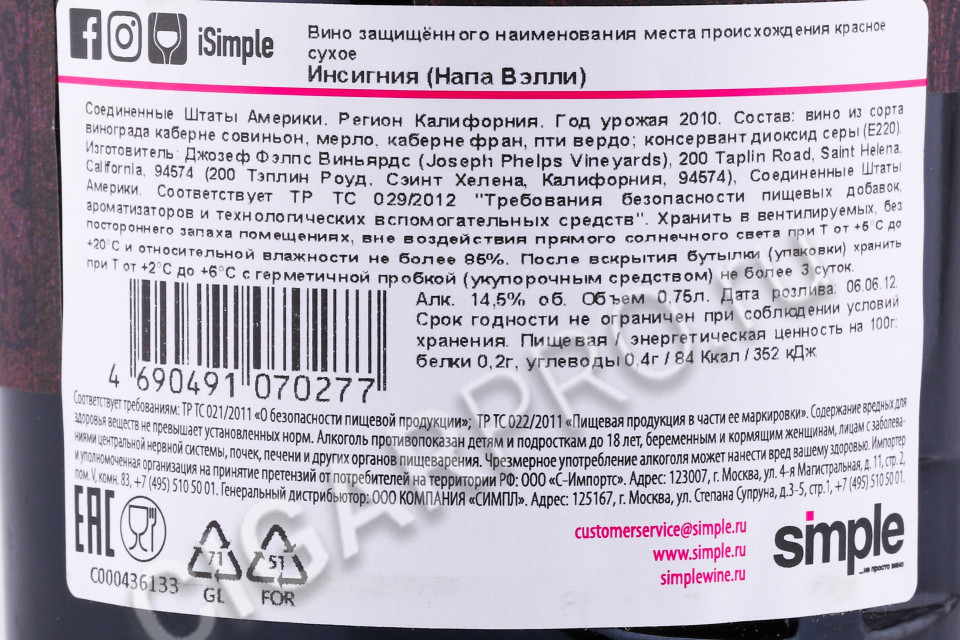 iSimple
Вино защищённого наименования места происхождения красное
сухое
Инсигния (Напа Вэлли)
Соединенные Штаты Америки. Регион Калифорния. Год урожая 2010. Состав: вино из сорта
винограда каберне совиньон, мерло, каберне фран, пти вердо; консервант диоксид серы (E220).
Изготовитель: Джозеф Фэлпс Виньярдс (Joseph Phelps Vineyards), 200 Taplin Road, Saint Helena,
California, 94574 (200 Тэплин Роуд, Сэинт Хелена, Калифорния, 94574), Соединенные Штаты
Америки. Соответствует ТР ТС 029/2012 "Требования безопасности пищевых добавок,
ароматизаторов и технологических вспомогательных средств". Хранить в вентилируемых, без
постороннего запаха помещениях, вне воздействия прямого солнечного света при Т от +5°С до
+20°С и относительной влажности не более 85%. После вскрытия бутылки (упаковки) хранить
при Т от +2°С до +6°С с герметичной пробкой (укупорочным средством) не более 3 суток.
Алк. 14,5% об. Объем 0,75л. Дата розлива: 06.06.12.
Срок годности не ограничен при соблюдении условий
хранения. Пищевая / энергетическая ценность на 100г:
белки 0,2г, углеводы 0,4г / 84 Ккал / 352 кДж
4 690491 070277
Соответствует требованиям: ТР ТС 021/2011 «О безопасности пищевой продукции»; ТР ТС 022/2011 «Пищевая продукция в части ее маркировки». Содержание вредных для
здоровья веществ не превышает установленных норм. Алкоголь противопоказан детям и подросткам до 18 лет, беременным и кормящим женщинам, лицам с заболева-
ниями центральной нервной системы, почек, печени и других органов пищеварения. Чрезмерное употребление алкоголя может нанести вред вашему здоровью. Импортер
и уполномоченная организация на принятие претензий от потребителей на территории РФ: ООО «С-Импортс». Адрес: 123007, г. Москва, ул. 4-я Магистральная, д. 11, стр. 2,
пом. V, комн. 83, +7 (495) 510 50 01. Генеральный дистрибьютор: ООО КОМПАНИЯ «СИМПЛ». Адрес: 125167, г. Москва, ул. Степана Супруна, д.3-5, стр.1, +7 (495) 510 50 01.
EAC
71
GL
51
FOR
C000436133
customerservice@simple.ru
www.simple.ru
simplewine.ru
simple
...не просто вино
CIGARPRO.RU